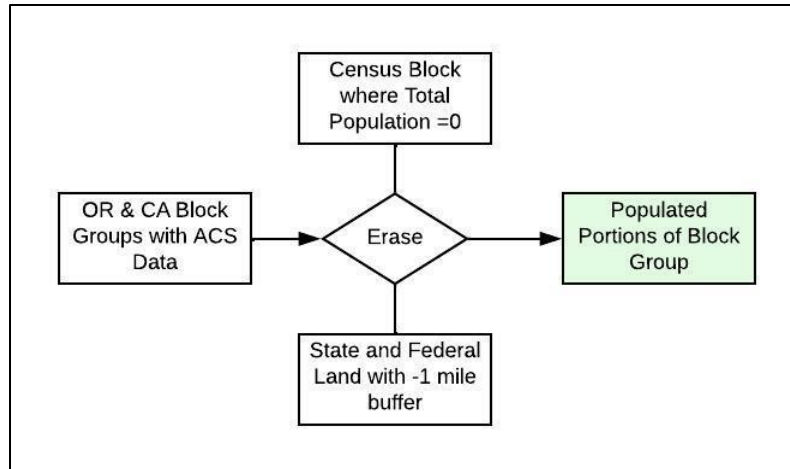 Census Block
where Total
Population =0
OR & CA Block
Groups with ACS
Data
Erase
Populated
Portions of Block
Group
State and Federal
Land with -1 mile
buffer